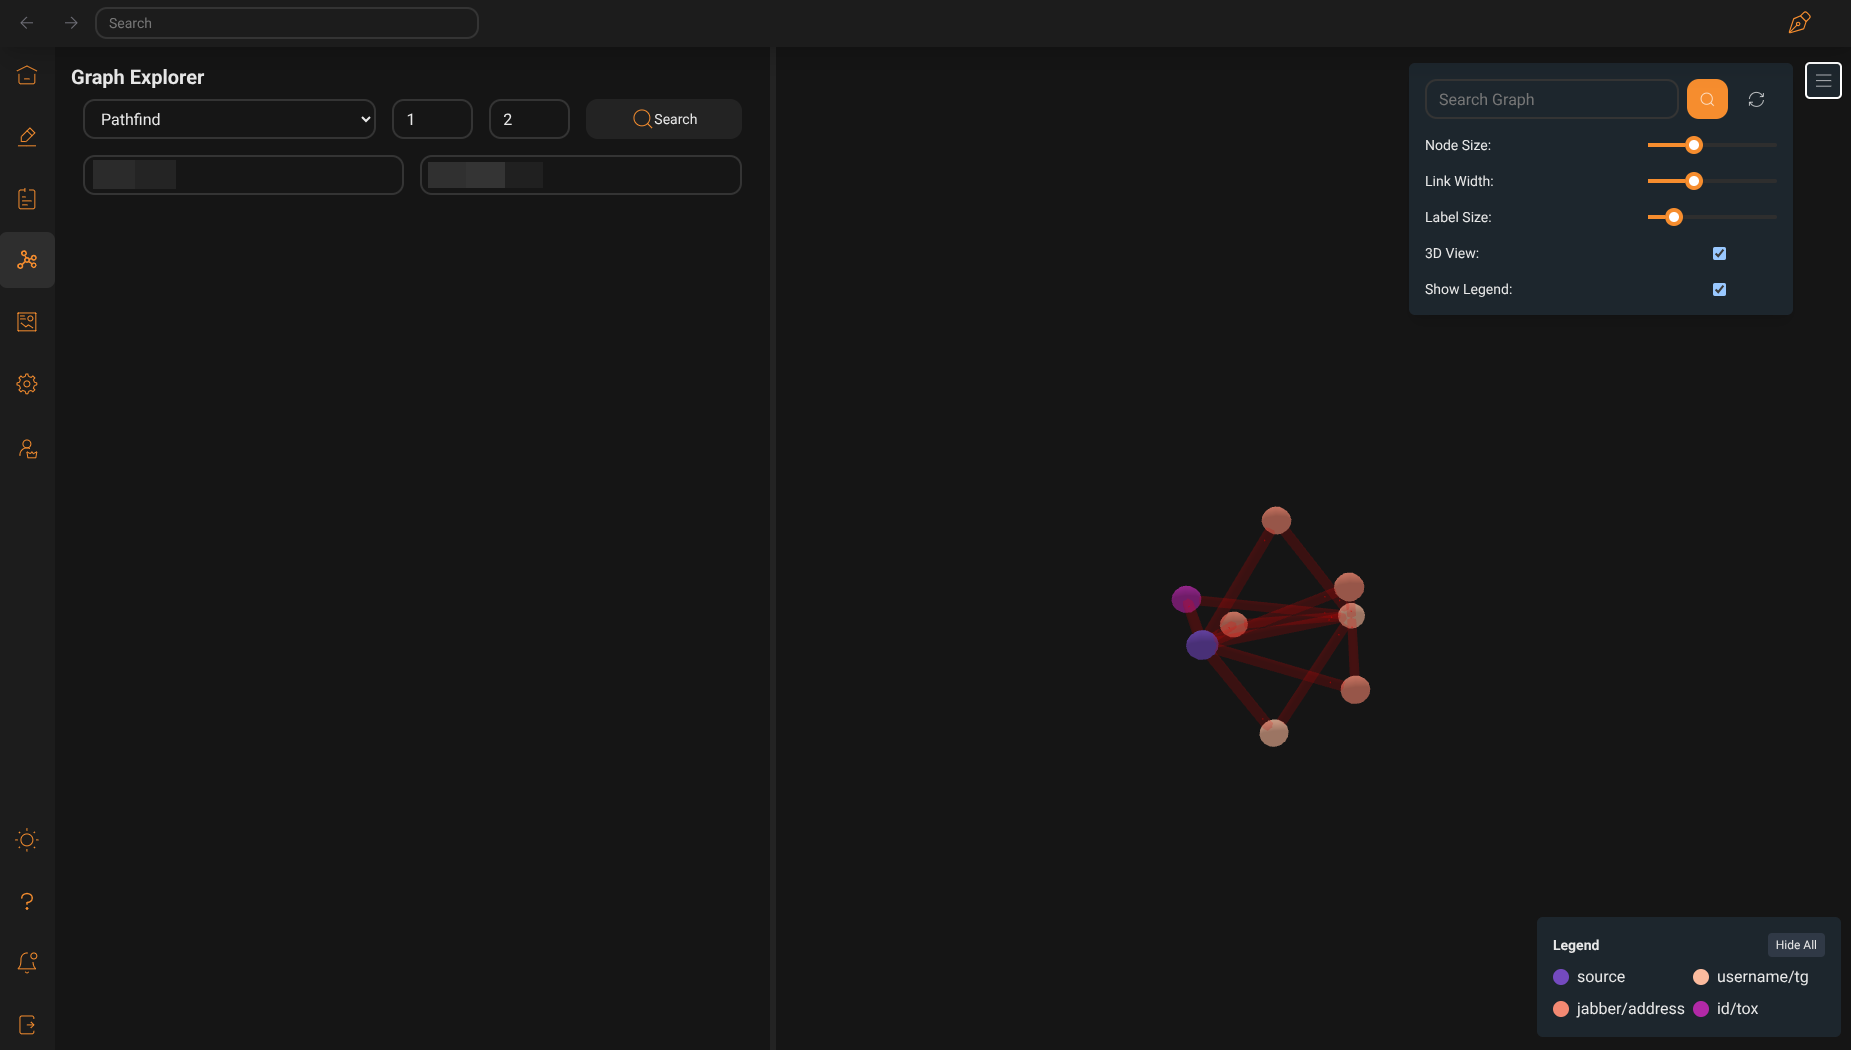 Search
Graph Explorer
Pathfind
1
2
Search
Search Graph
Node Size:
Link Width:
Label Size:
3D View:
Show Legend:
Legend
Hide All
source
username/tg
jabber/address
id/tox